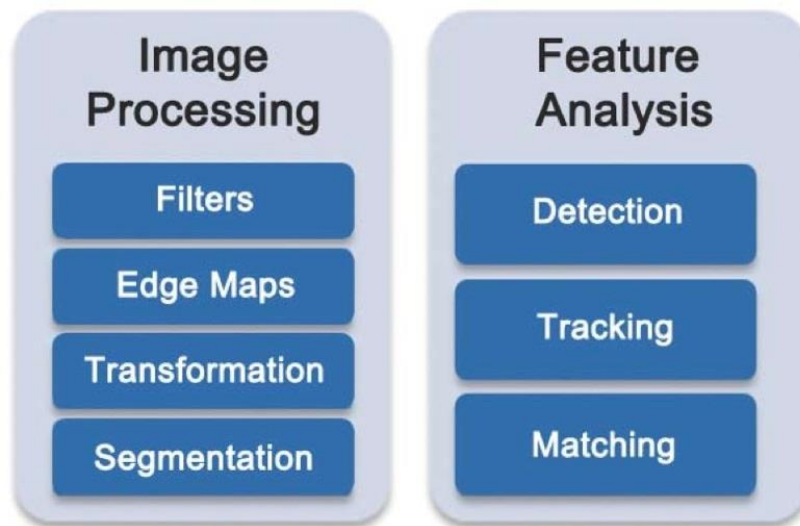 Image
Processing
Filters
Edge Maps
Transformation
Segmentation
Feature
Analysis
Detection
Tracking
Matching